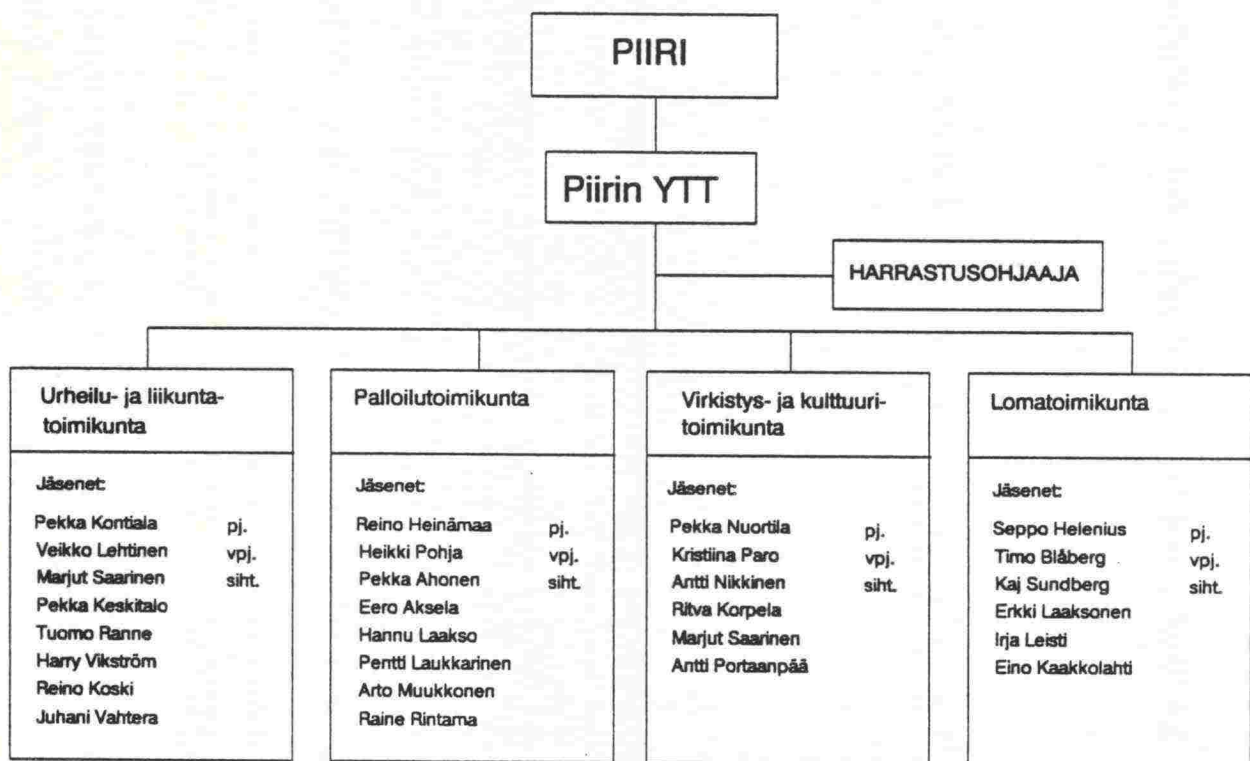 PIIRI
Piirin YTT
HARRASTUSOHJAAJA
Urheilu- ja liikunta-
toimikunta
Jäsenet:
Pekka Kontiala pj.
Veikko Lehtinen vpj.
Marjut Saarinen siht.
Pekka Keskitalo
Tuomo Ranne
Harry Vikström
Reino Koski
Juhani Vahtera
Palloilutoimikunta
Jäsenet:
Reino Heinämaa pj.
Heikki Pohja vpj.
Pekka Ahonen siht.
Eero Aksela
Hannu Laakso
Pentti Laukkarinen
Arto Muukkonen
Raine Rintama
Virkistys- ja kulttuuri-
toimikunta
Jäsenet:
Pekka Nuortila pj.
Kristiina Paro vpj.
Antti Nikkinen siht.
Ritva Korpela
Marjut Saarinen
Antti Portaanpää
Lomatoimikunta
Jäsenet:
Seppo Helenius pj.
Timo Blåberg vpj.
Kaj Sundberg siht.
Erkki Laaksonen
Irja Leisti
Eino Kaakkolahti